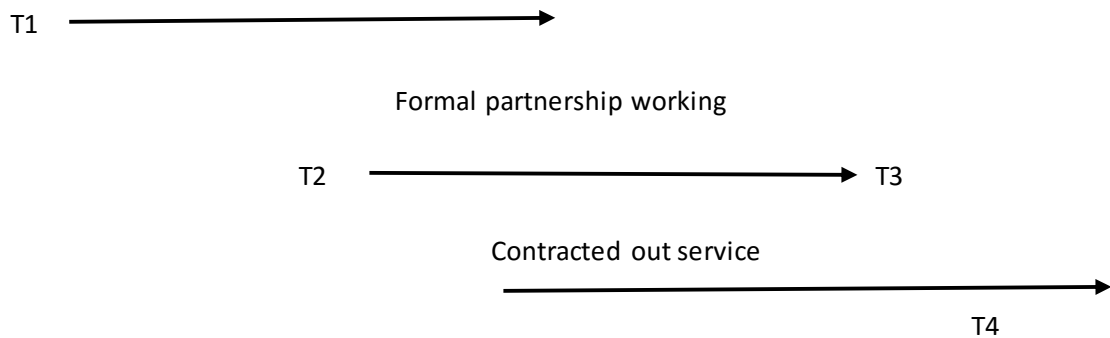 T1
Formal partnership working
T2 T3
Contracted out service
T4